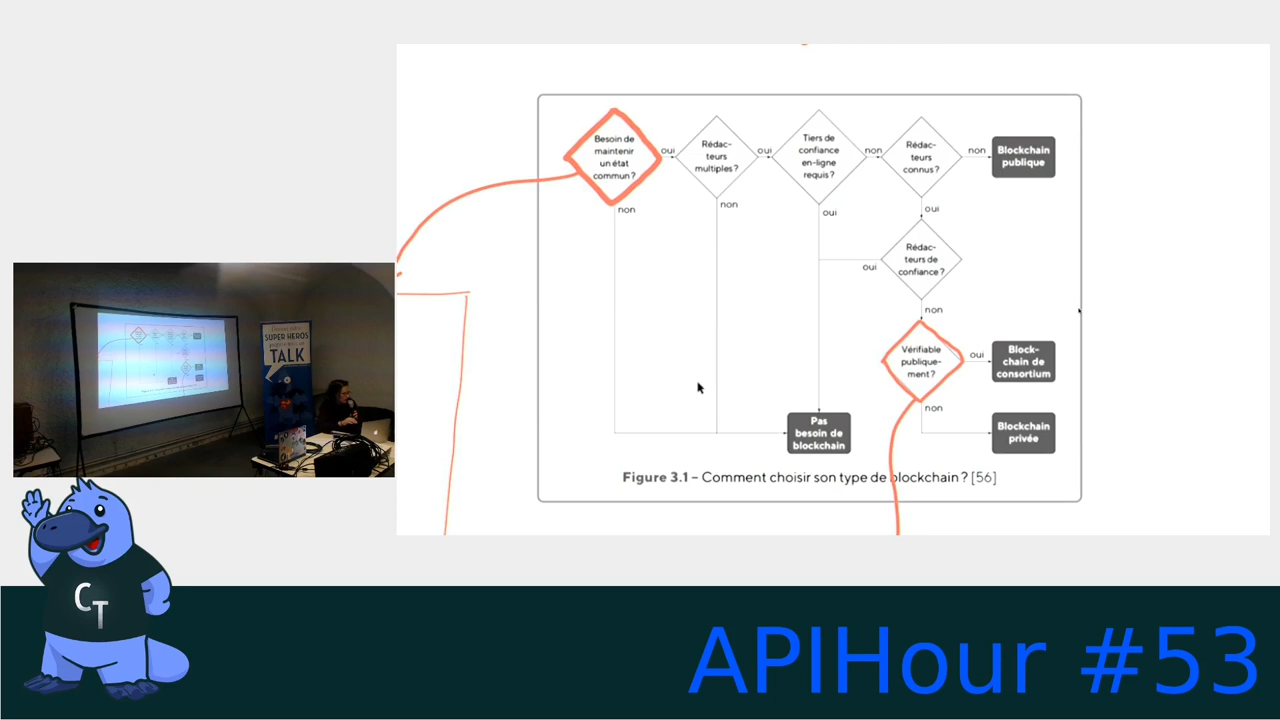 Besoin de
maintenir
un état
commun ?
oui
Rédac-
teurs
multiples ?
oui
Tiers de
confiance
en-ligne
requis ?
non
Rédac-
teurs
connus ?
non
Blockchain
publique
non
non
oui
oui
Rédac-
teurs de
confiance ?
oui
non
Vérifiable
publique-
ment ?
oui
Block-
chain de
consortium
non
Pas
besoin de
blockchain
Blockchain
privée
Figure 3.1 – Comment choisir son type de blockchain ? [56]
SUPER HEROS
TALK
CT
APIHour #53